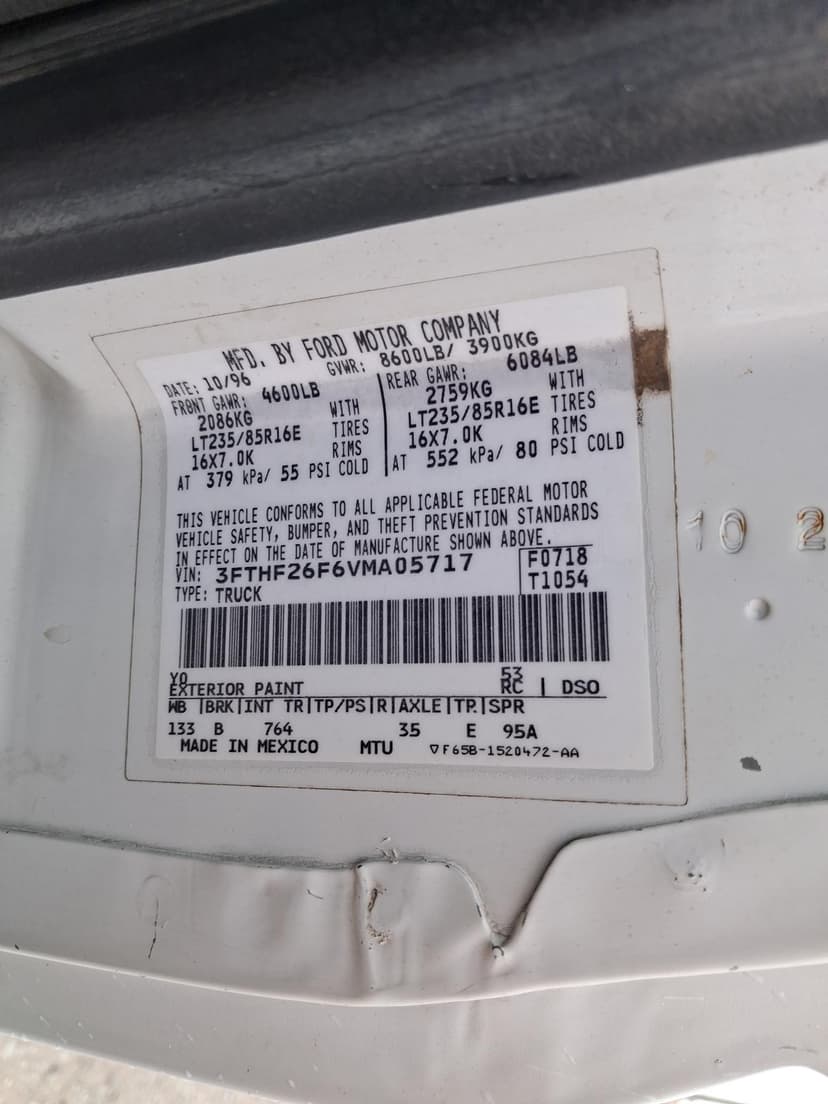 MFD. BY FORD MOTOR COMPANY
DATE: 10/96 GVWR: 8600LB/ 3900KG
FRONT GAWR: 4600LB
2086KG WITH
LT235/85R16E TIRES
16X7.0K RIMS
AT 379 kPa/ 55 PSI COLD
REAR GAWR: 6084LB
2759KG WITH
LT235/85R16E TIRES
16X7.0K RIMS
AT 552 kPa/ 80 PSI COLD
THIS VEHICLE CONFORMS TO ALL APPLICABLE FEDERAL MOTOR
VEHICLE SAFETY, BUMPER, AND THEFT PREVENTION STANDARDS
IN EFFECT ON THE DATE OF MANUFACTURE SHOWN ABOVE.
VIN: 3FTHF26F6VMA05717 F0718
TYPE: TRUCK T1054
YO 53
EXTERIOR PAINT RC | DSO
WB |BRK|INT TR|TP/PS|R|AXLE|TR|SPR
133 B 764 35 E 95A
MADE IN MEXICO MTU ▽F65B-1520472-AA
10 2